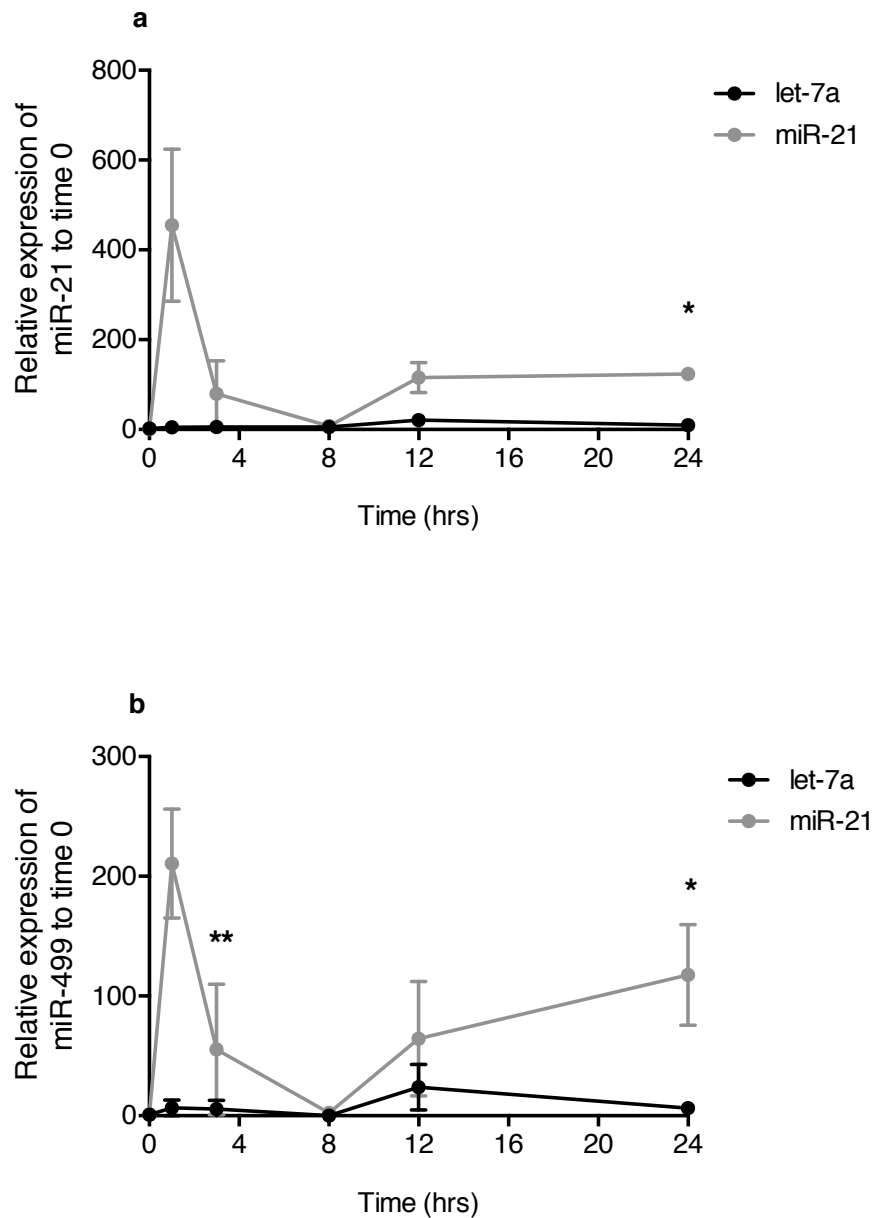 a
800
600
400
200
0
0 4 8 12 16 20 24
Relative expression of
miR-21 to time 0
Time (hrs)
let-7a
miR-21
*
b
300
200
100
0
0 4 8 12 16 20 24
Relative expression of
miR-499 to time 0
Time (hrs)
let-7a
miR-21
**
*